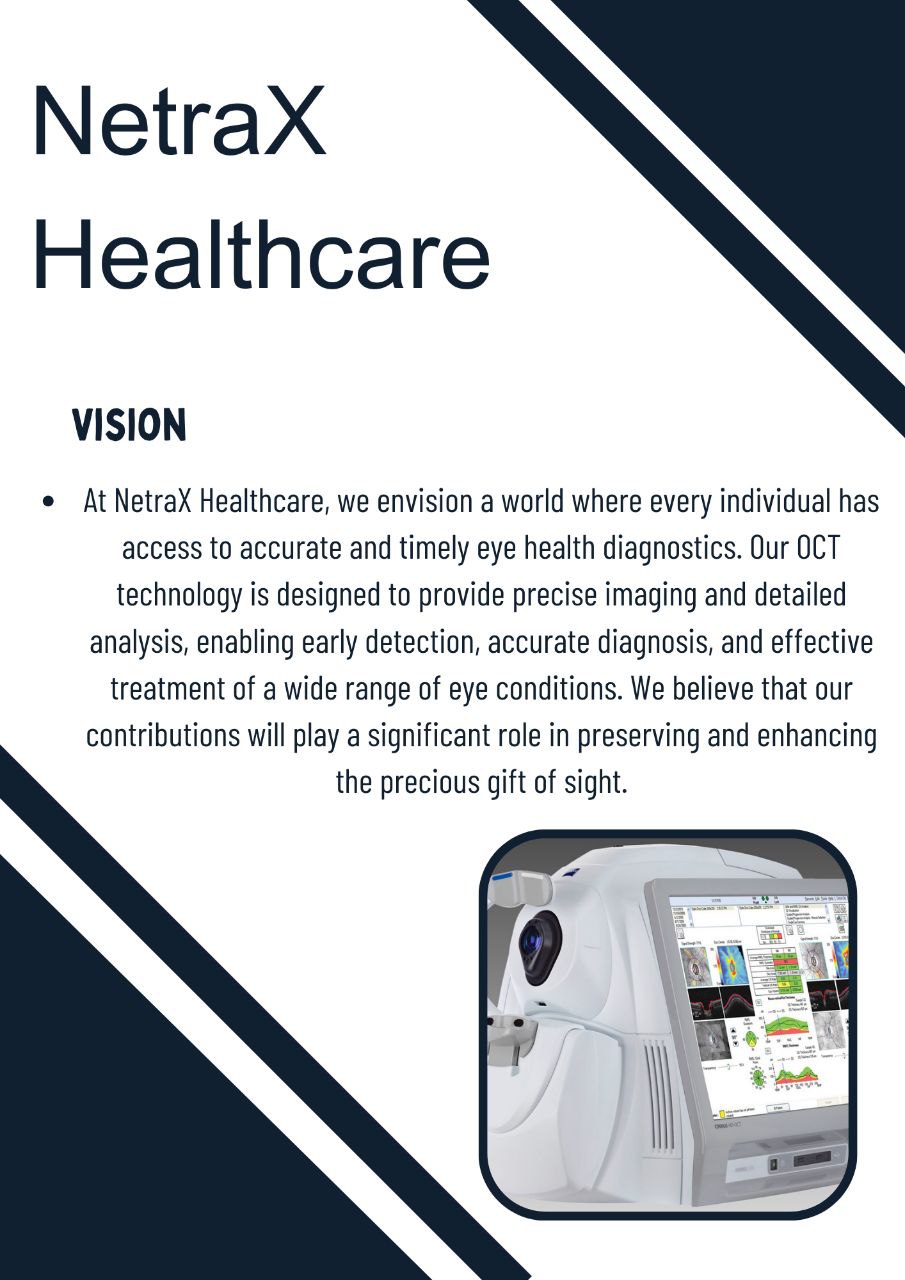 NetraX
Healthcare
VISION
• At NetraX Healthcare, we envision a world where every individual has
access to accurate and timely eye health diagnostics. Our OCT
technology is designed to provide precise imaging and detailed
analysis, enabling early detection, accurate diagnosis, and effective
treatment of a wide range of eye conditions. We believe that our
contributions will play a significant role in preserving and enhancing
the precious gift of sight.
CIRRUS HD-OCT